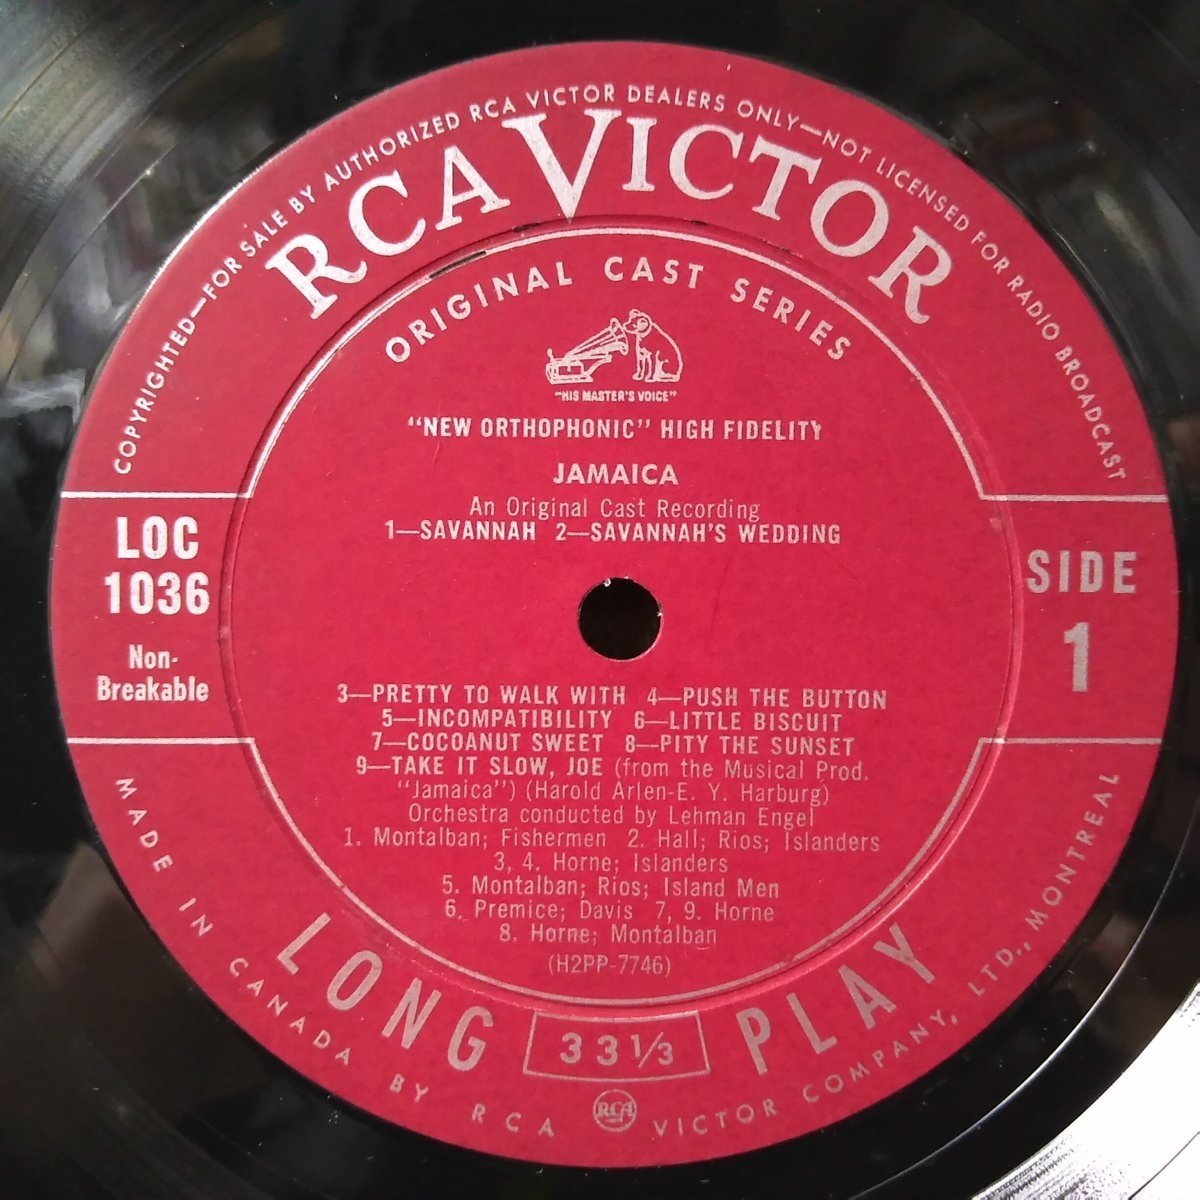 COPYRIGHTED—FOR SALE BY AUTHORIZED RCA VICTOR DEALERS ONLY—NOT LICENSED FOR RADIO BROADCAST
RCA VICTOR
ORIGINAL CAST SERIES
"HIS MASTER'S VOICE"
"NEW ORTHOPHONIC" HIGH FIDELITY
JAMAICA
An Original Cast Recording
1—SAVANNAH 2—SAVANNAH'S WEDDING
LOC
1036
Non-
Breakable
SIDE
1
3—PRETTY TO WALK WITH 4—PUSH THE BUTTON
5—INCOMPATIBILITY 6—LITTLE BISCUIT
7—COCOANUT SWEET 8—PITY THE SUNSET
9—TAKE IT SLOW, JOE (from the Musical Prod.
"Jamaica") (Harold Arlen-E. Y. Harburg)
Orchestra conducted by Lehman Engel
1. Montalban; Fishermen 2. Hall; Rios; Islanders
3, 4. Horne; Islanders
5. Montalban; Rios; Island Men
6. Premice; Davis 7, 9. Horne
8. Horne; Montalban
(H2PP-7746)
LONG 33⅓ PLAY
MADE IN CANADA BY RCA RCA VICTOR COMPANY, LTD., MONTREAL